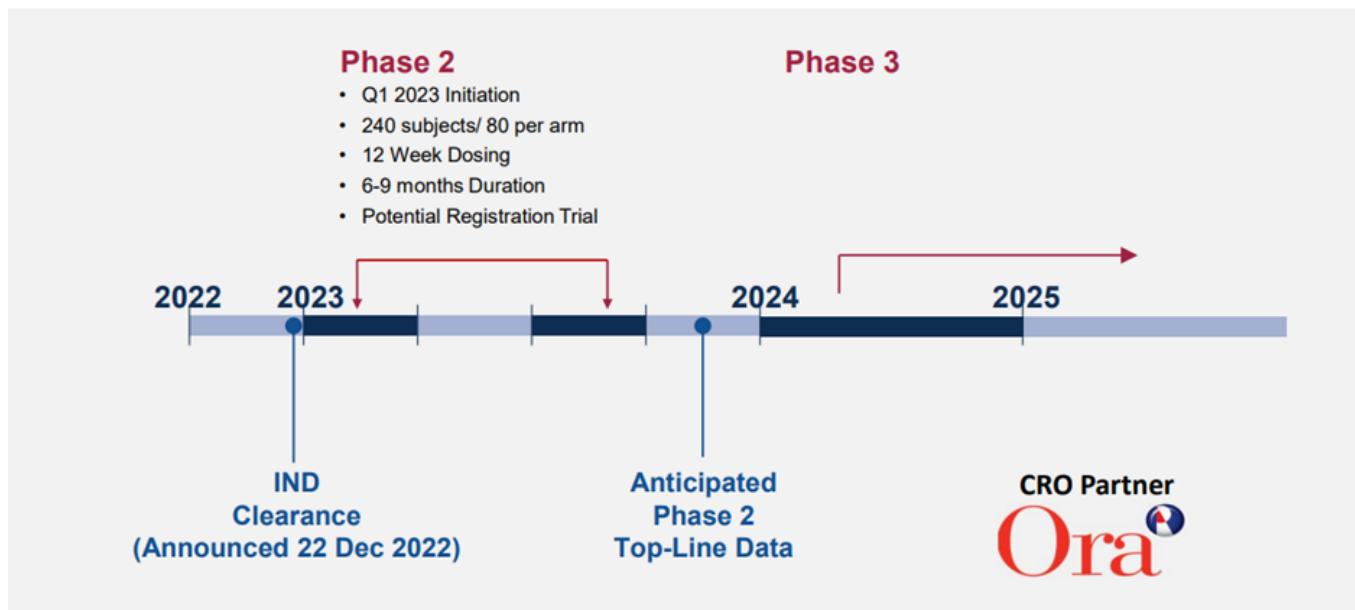 Phase 2
• Q1 2023 Initiation
• 240 subjects/ 80 per arm
• 12 Week Dosing
• 6-9 months Duration
• Potential Registration Trial
Phase 3
2022
2023
2024
2025
IND
Clearance
(Announced 22 Dec 2022)
Anticipated
Phase 2
Top-Line Data
CRO Partner
Ora